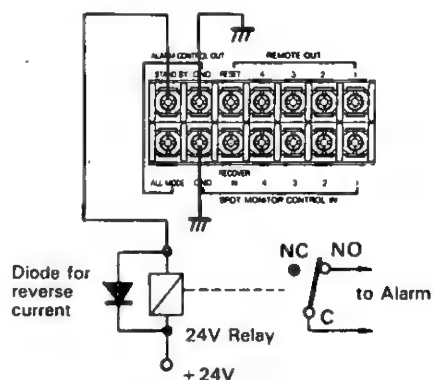 ALARM CONTROL OUT REMOTE OUT
STAND BY GND RESET 4 3 2 1
ALL MODE GND RECOVER IN 4 3 2 1
SPOT MONITOR CONTROL IN
NC NO
Diode for
reverse
current
to Alarm
C
24V Relay
+24V